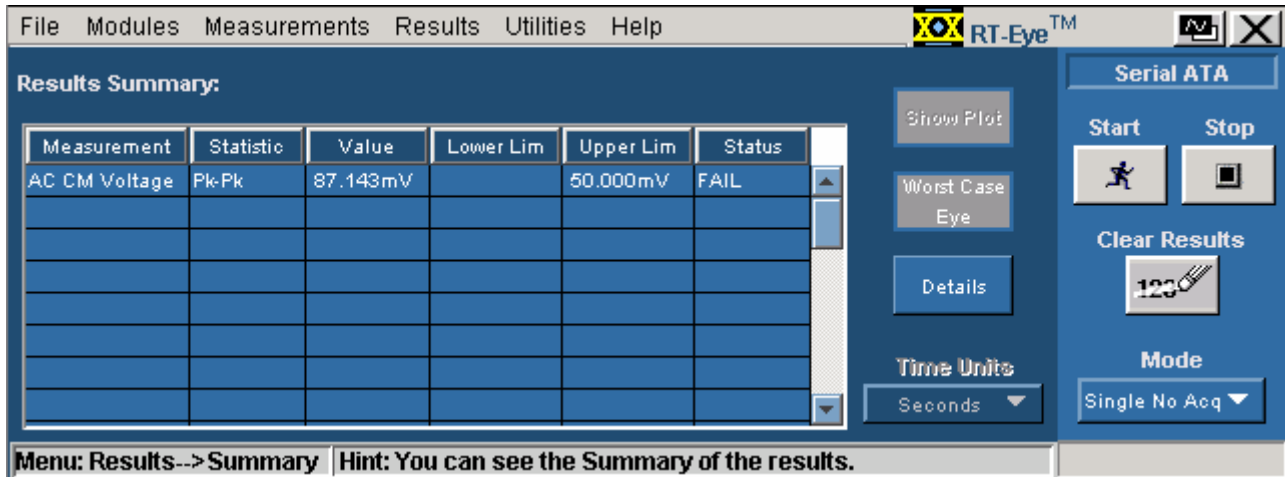 File Modules Measurements Results Utilities Help
RT-Eye™
Results Summary:
Measurement Statistic Value Lower Lim Upper Lim Status
AC CM Voltage Pk-Pk 87.143mV 50.000mV FAIL
Show Plot
Worst Case
Eye
Details
Time Units
Seconds
Serial ATA
Start Stop
Clear Results
123
Mode
Single No Acq
Menu: Results-->Summary Hint: You can see the Summary of the results.